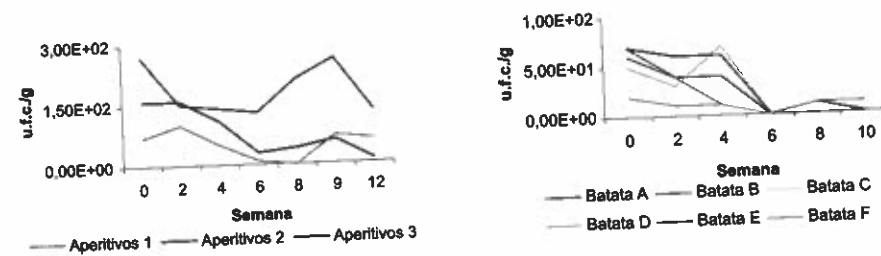 3,00E+02
1,50E+02
0,00E+00
u.f.c./g
0 2 4 6 8 9 12
Semana
Aperitivos 1 Aperitivos 2 Aperitivos 3
1,00E+02
5,00E+01
0,00E+00
u.f.c./g
0 2 4 6 8 10
Semana
Batata A Batata B Batata C
Batata D Batata E Batata F